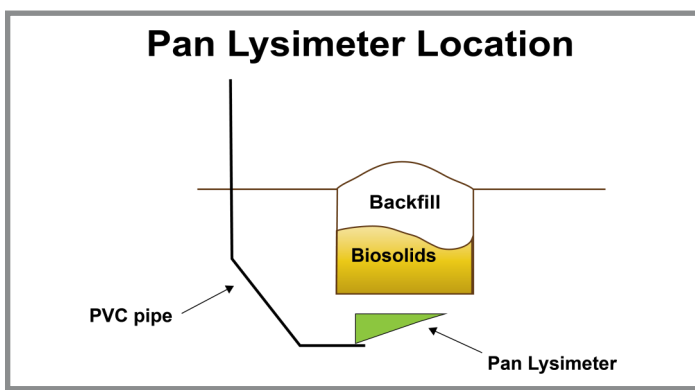 Pan Lysimeter Location
Backfill
Biosolids
PVC pipe
Pan Lysimeter